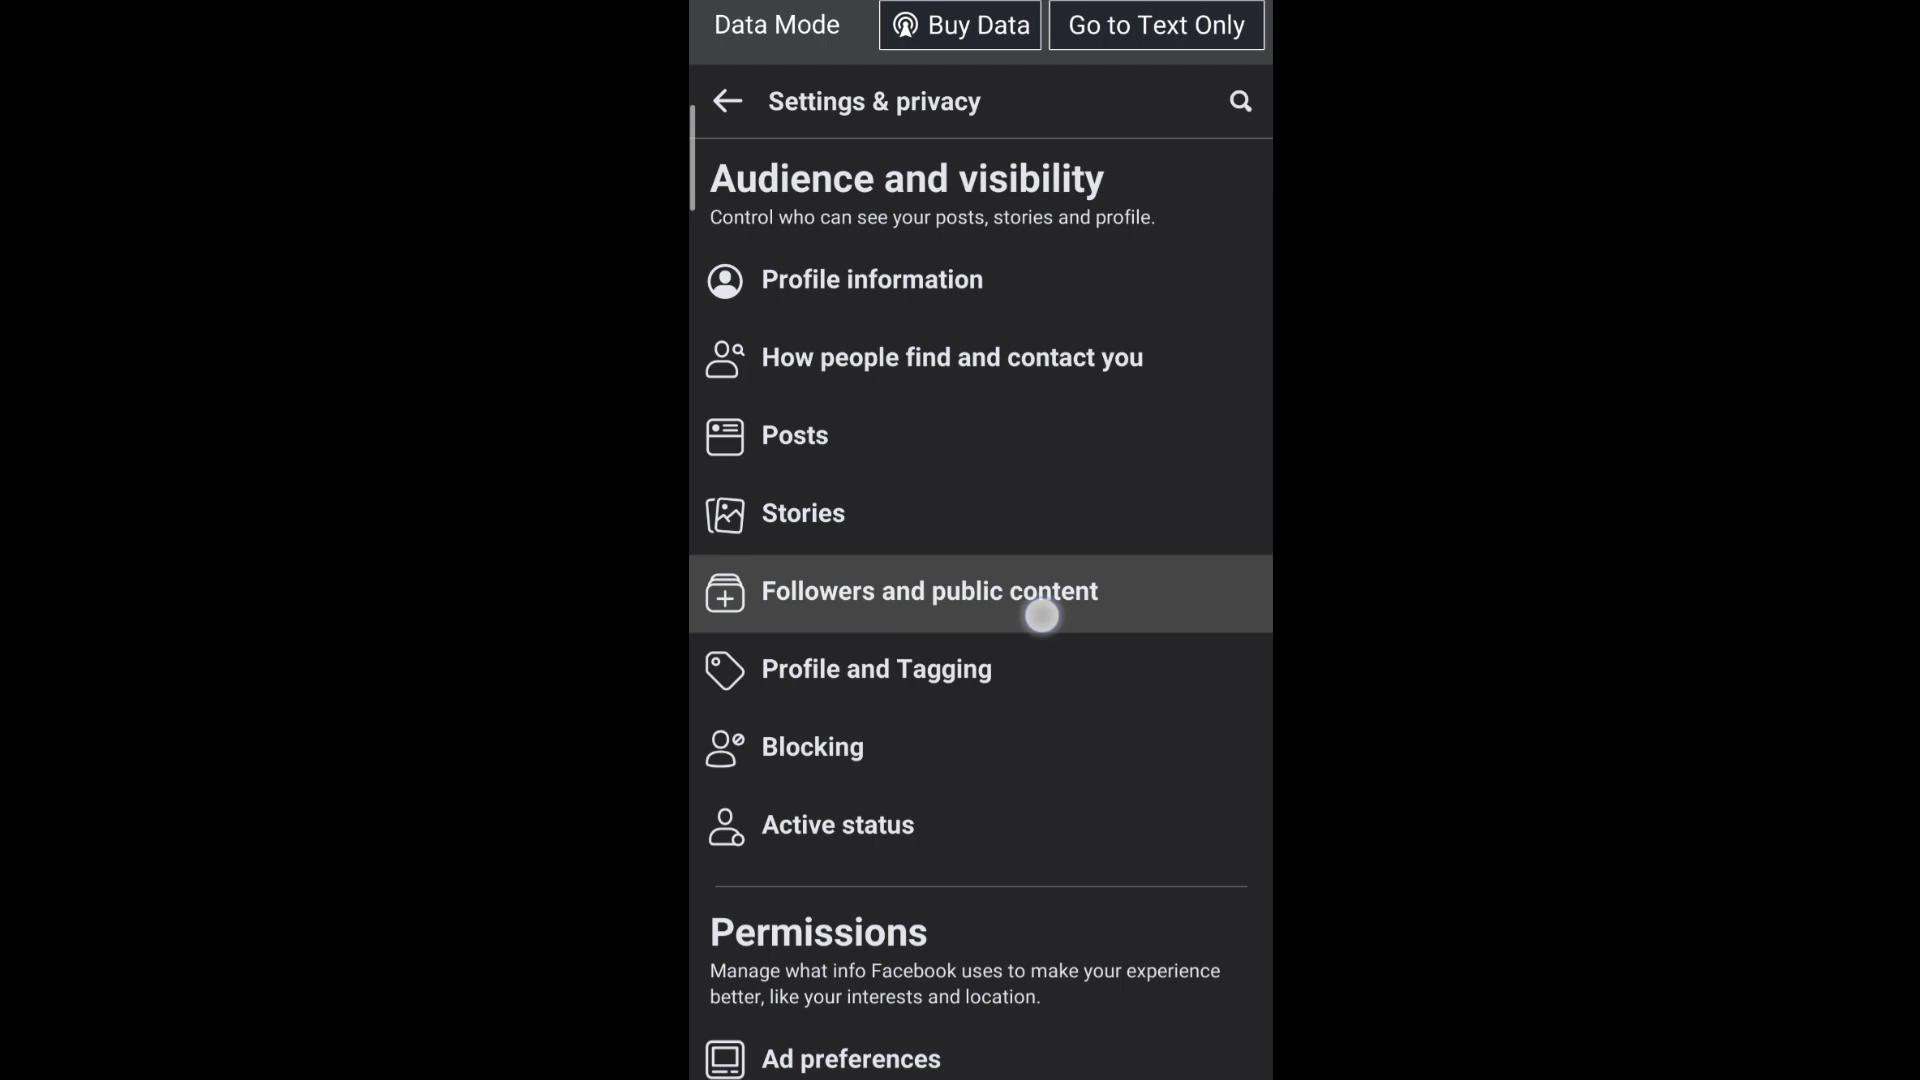 Data Mode
Buy Data
Go to Text Only
Settings & privacy
Audience and visibility
Control who can see your posts, stories and profile.
Profile information
How people find and contact you
Posts
Stories
Followers and public content
Profile and Tagging
Blocking
Active status
Permissions
Manage what info Facebook uses to make your experience
better, like your interests and location.
Ad preferences